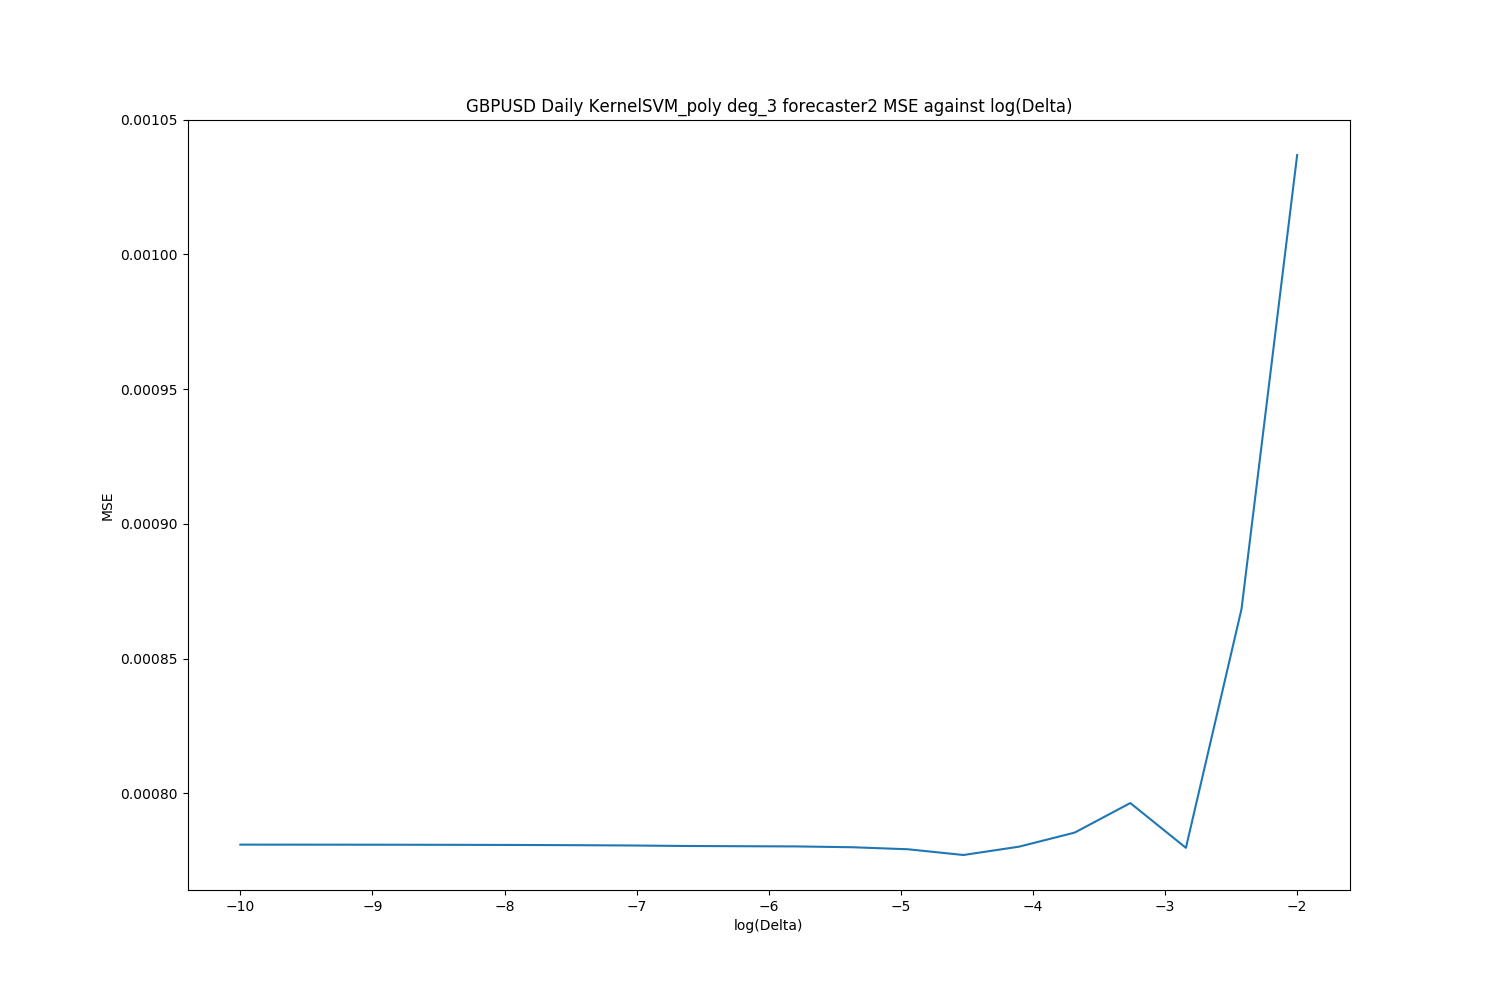 GBPUSD Daily KernelSVM_poly deg_3 forecaster2 MSE against log(Delta)
0.00105
0.00100
0.00095
0.00090
0.00085
0.00080
MSE
−10 −9 −8 −7 −6 −5 −4 −3 −2
log(Delta)